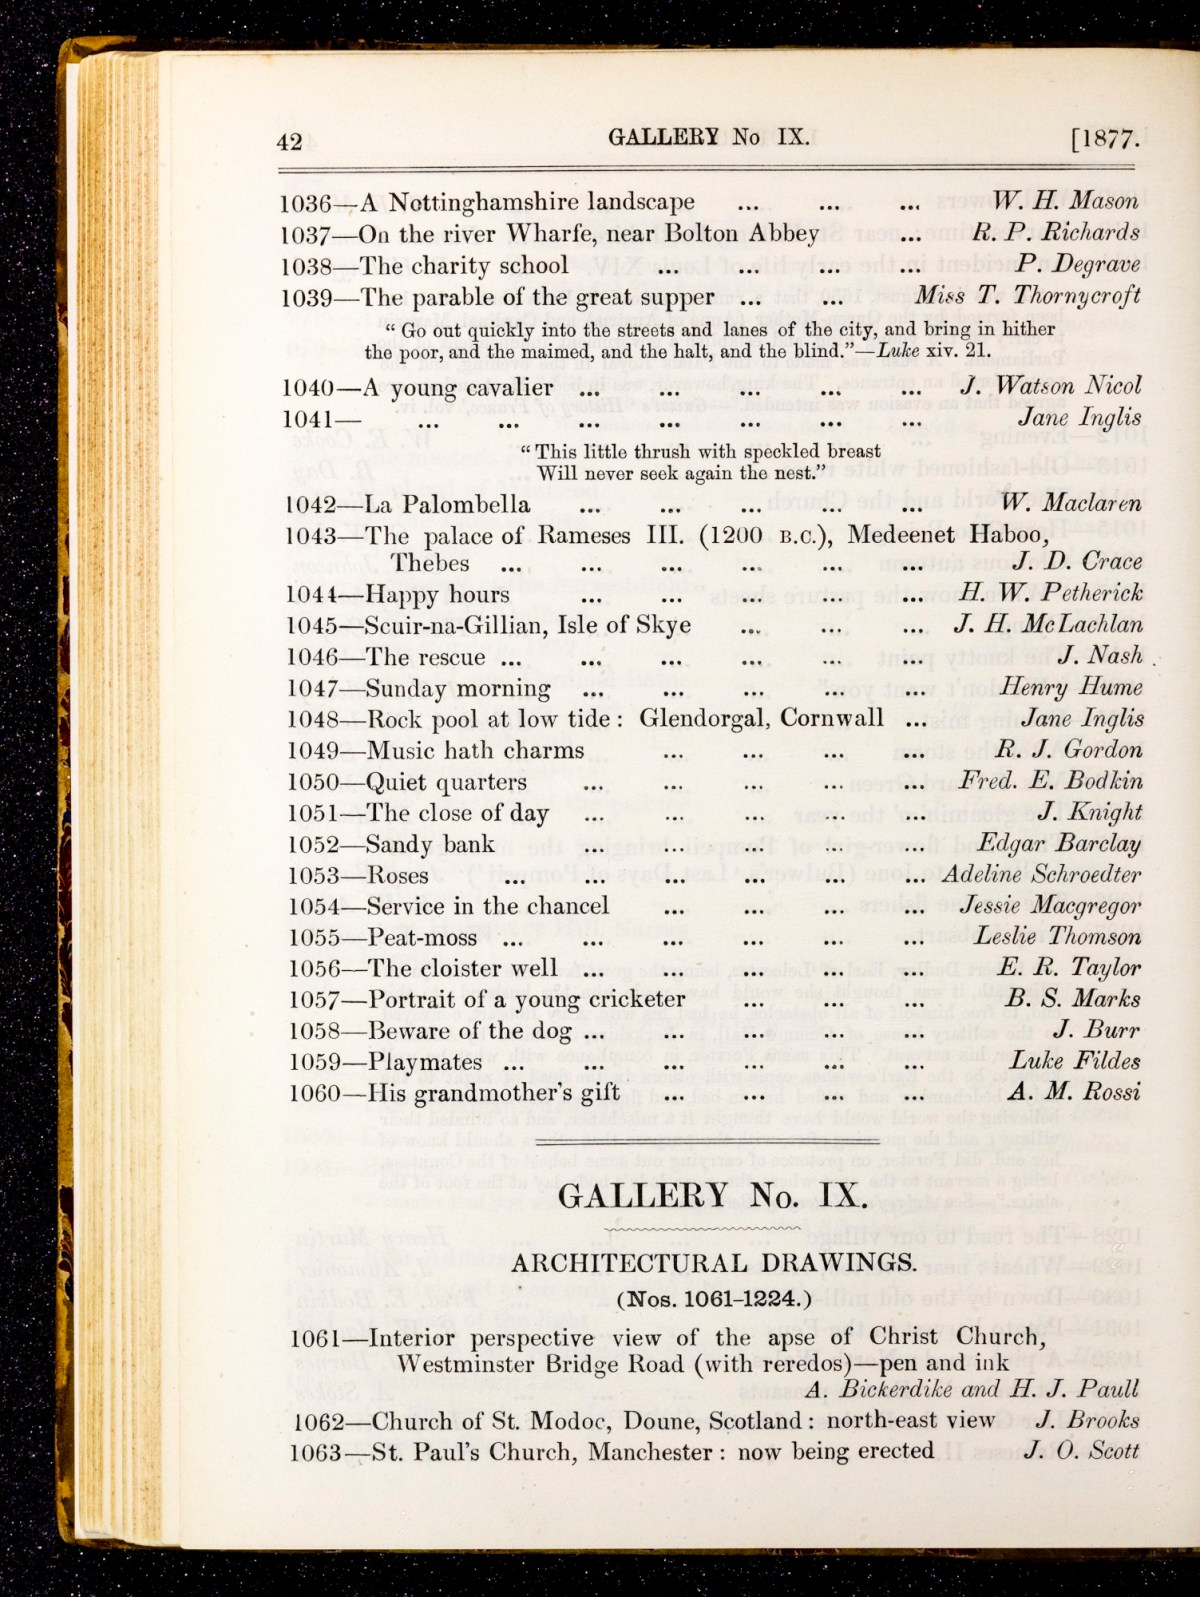 42 GALLERY No IX. [1877.
1036—A Nottinghamshire landscape ... ... ... W. H. Mason
1037—On the river Wharfe, near Bolton Abbey ... R. P. Richards
1038—The charity school ... ... ... ... P. Degrave
1039—The parable of the great supper ... ... Miss T. Thornycroft
“ Go out quickly into the streets and lanes of the city, and bring in hither
the poor, and the maimed, and the halt, and the blind.”—Luke xiv. 21.
1040—A young cavalier ... ... ... ... ... J. Watson Nicol
1041— ... ... ... ... ... ... ... Jane Inglis
“ This little thrush with speckled breast
Will never seek again the nest.”
1042—La Palombella ... ... ... ... ... W. Maclaren
1043—The palace of Rameses III. (1200 B.C.), Medeenet Haboo,
Thebes ... ... ... ... ... ... J. D. Crace
1044—Happy hours ... ... ... ... ... H. W. Petherick
1045—Scuir-na-Gillian, Isle of Skye ... ... ... J. H. McLachlan
1046—The rescue ... ... ... ... ... ... J. Nash
1047—Sunday morning ... ... ... ... ... Henry Hume
1048—Rock pool at low tide : Glendorgal, Cornwall ... Jane Inglis
1049—Music hath charms ... ... ... ... R. J. Gordon
1050—Quiet quarters ... ... ... ... ... Fred. E. Bodkin
1051—The close of day ... ... ... ... ... J. Knight
1052—Sandy bank ... ... ... ... ... Edgar Barclay
1053—Roses ... ... ... ... ... ... Adeline Schroedter
1054—Service in the chancel ... ... ... ... Jessie Macgregor
1055—Peat-moss ... ... ... ... ... ... Leslie Thomson
1056—The cloister well ... ... ... ... ... E. R. Taylor
1057—Portrait of a young cricketer ... ... ... B. S. Marks
1058—Beware of the dog ... ... ... ... ... J. Burr
1059—Playmates ... ... ... ... ... ... Luke Fildes
1060—His grandmother’s gift ... ... ... ... A. M. Rossi
GALLERY No. IX.
ARCHITECTURAL DRAWINGS.
(Nos. 1061-1224.)
1061—Interior perspective view of the apse of Christ Church,
Westminster Bridge Road (with reredos)—pen and ink
A. Bickerdike and H. J. Paull
1062—Church of St. Modoc, Doune, Scotland : north-east view J. Brooks
1063—St. Paul’s Church, Manchester : now being erected J. O. Scott